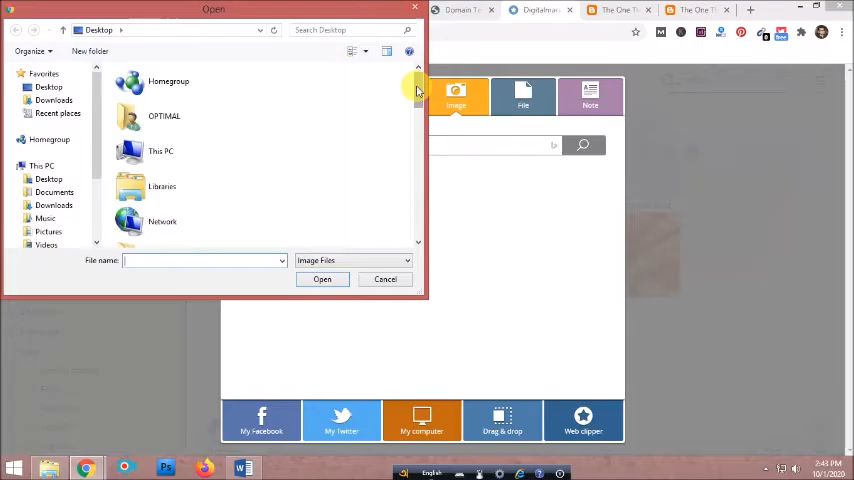 Open
Domain Ta
Digitalmar
The One Th
The One Th
Desktop
Search Desktop
Organize
New folder
Favorites
Desktop
Downloads
Recent places
Homegroup
This PC
Desktop
Documents
Downloads
Music
Pictures
Videos
Homegroup
OPTIMAL
This PC
Libraries
Network
File name:
Image Files
Open
Cancel
Image
File
Note
My Facebook
My Twitter
My computer
Drag & drop
Web clipper
Ps
English
2:43 PM
10/1/2020